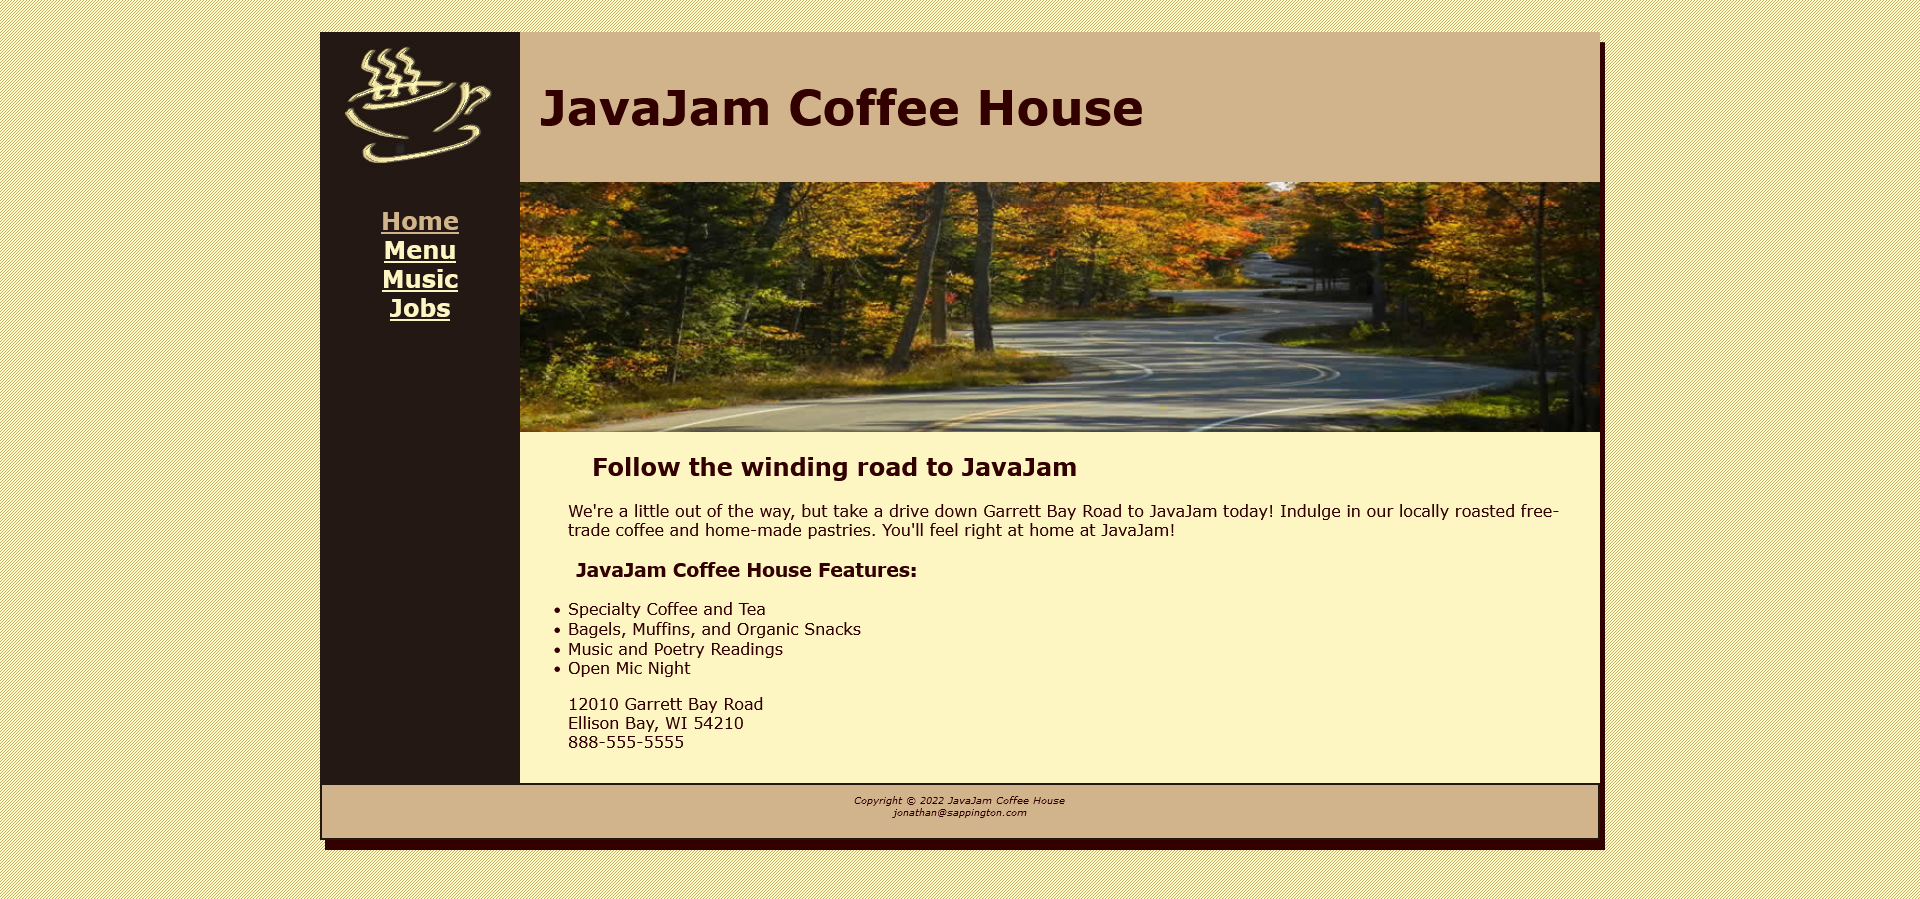 JavaJam Coffee House
Home
Menu
Music
Jobs
Follow the winding road to JavaJam
We're a little out of the way, but take a drive down Garrett Bay Road to JavaJam today! Indulge in our locally roasted free-
trade coffee and home-made pastries. You'll feel right at home at JavaJam!
JavaJam Coffee House Features:
• Specialty Coffee and Tea
• Bagels, Muffins, and Organic Snacks
• Music and Poetry Readings
• Open Mic Night
12010 Garrett Bay Road
Ellison Bay, WI 54210
888-555-5555
Copyright © 2022 JavaJam Coffee House
jonathan@sappington.com